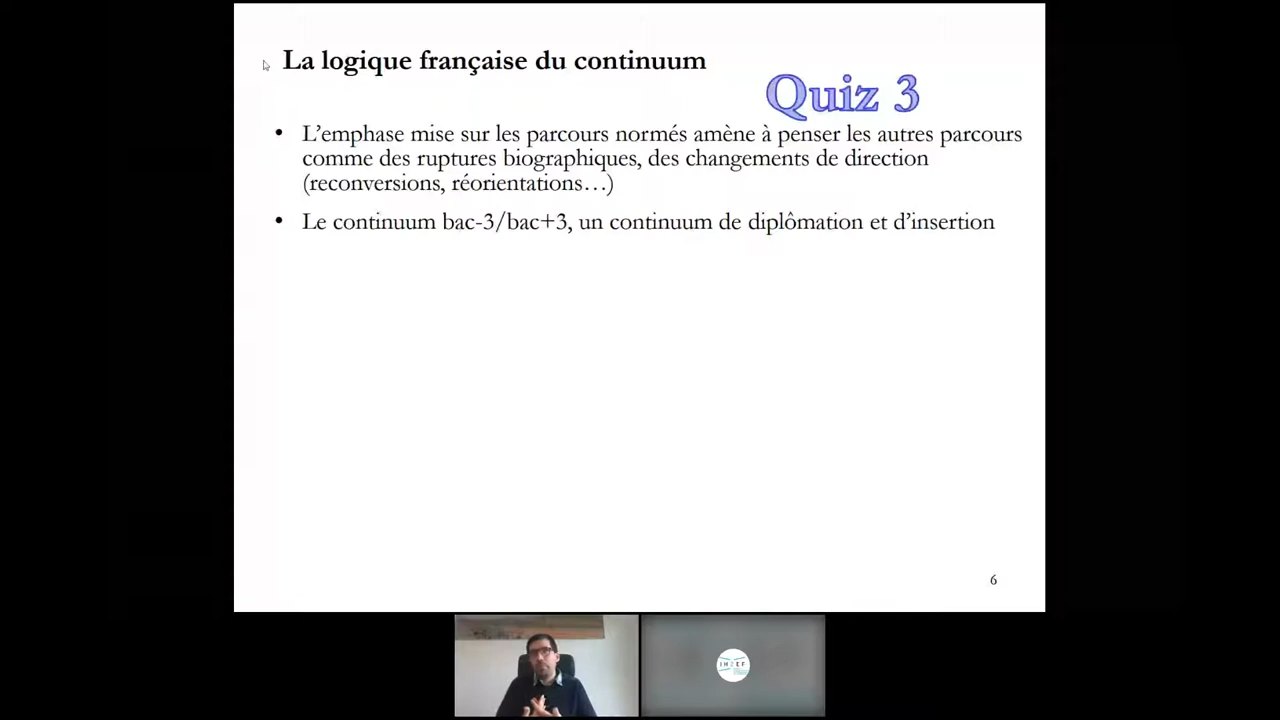 La logique française du continuum
Quiz 3
• L’emphase mise sur les parcours normés amène à penser les autres parcours
comme des ruptures biographiques, des changements de direction
(reconversions, réorientations…)
• Le continuum bac-3/bac+3, un continuum de diplômation et d’insertion
6